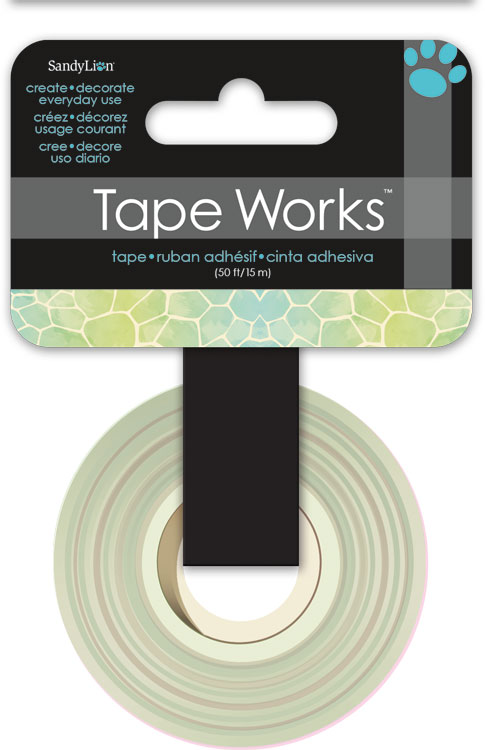 SandyLion™
create•decorate
everyday use
créez•décorez
usage courant
cree•decore
uso diario
Tape Works™
tape•ruban adhésif•cinta adhesiva
(50 ft/15 m)